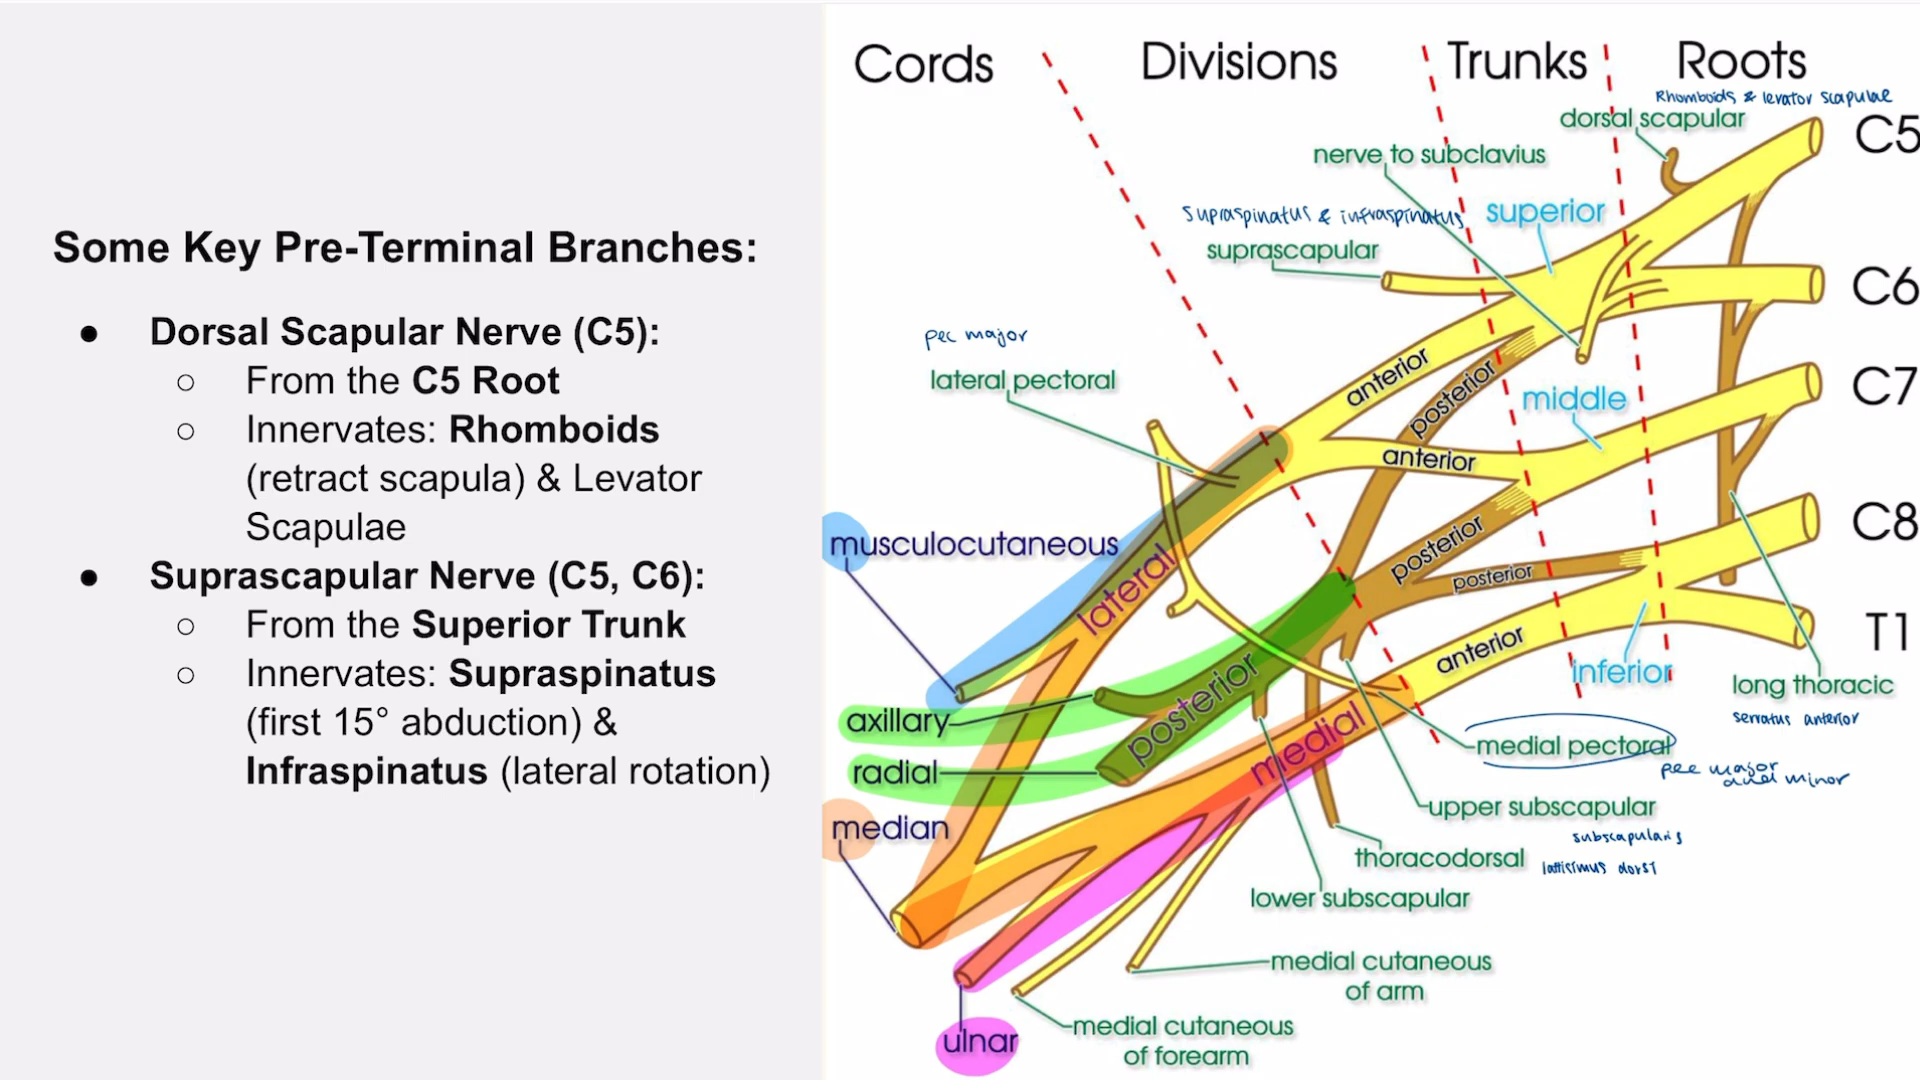 Some Key Pre-Terminal Branches:
● Dorsal Scapular Nerve (C5):
○ From the C5 Root
○ Innervates: Rhomboids
(retract scapula) & Levator
Scapulae
● Suprascapular Nerve (C5, C6):
○ From the Superior Trunk
○ Innervates: Supraspinatus
(first 15° abduction) &
Infraspinatus (lateral rotation)
Cords Divisions Trunks Roots
Rhomboids & levator scapulae
dorsal scapular
C5
nerve to subclavius
supraspinatus & infraspinatus
superior
suprascapular
C6
pec major
lateral pectoral
anterior
posterior
middle
C7
anterior
musculocutaneous
lateral
posterior
posterior
C8
axillary
posterior
anterior
inferior
T1
long thoracic
serratus anterior
radial
medial
medial pectoral
pec major
and minor
median
upper subscapular
subscapularis
thoracodorsal
lattisimus dorsi
lower subscapular
medial cutaneous
of arm
ulnar
medial cutaneous
of forearm